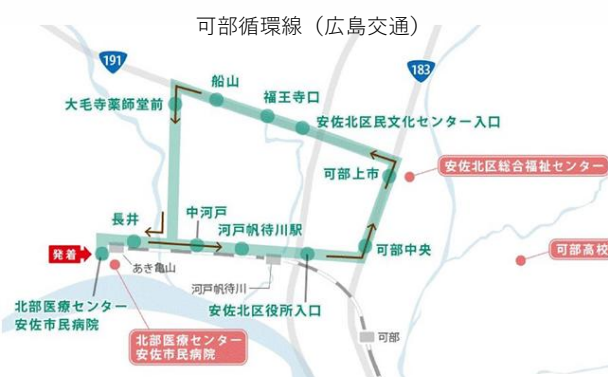 可部循環線（広島交通）
191
183
船山
大毛寺薬師堂前
福王寺口
安佐北区民文化センター入口
可部上市
安佐北区総合福祉センター
長井
中河戸
河戸帆待川駅
可部中央
可部高校
発着
あき亀山
河戸帆待川
安佐北区役所入口
北部医療センター
安佐市民病院
北部医療センター
安佐市民病院
可部